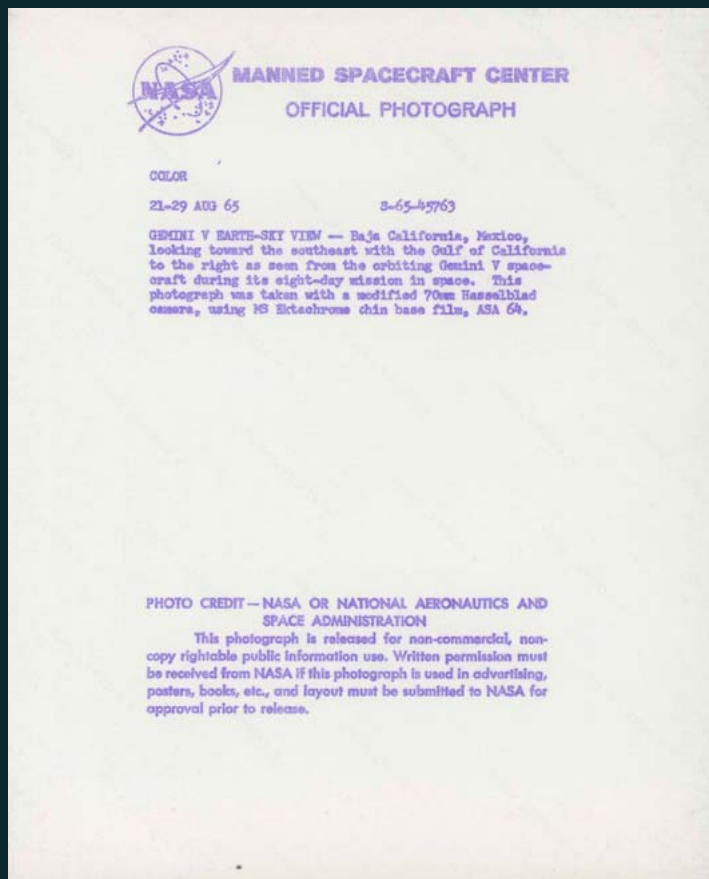 NASA
MANNED SPACECRAFT CENTER
OFFICIAL PHOTOGRAPH
COLOR
21-29 AUG 65 S-65-45763
GEMINI V EARTH-SKY VIEW — Baja California, Mexico,
looking toward the southeast with the Gulf of California
to the right as seen from the orbiting Gemini V space-
craft during its eight-day mission in space. This
photograph was taken with a modified 70mm Hasselblad
camera, using MS Ektachrome thin base film, ASA 64.
PHOTO CREDIT — NASA OR NATIONAL AERONAUTICS AND
SPACE ADMINISTRATION
This photograph is released for non-commercial, non-
copy rightable public information use. Written permission must
be received from NASA if this photograph is used in advertising,
posters, books, etc., and layout must be submitted to NASA for
approval prior to release.